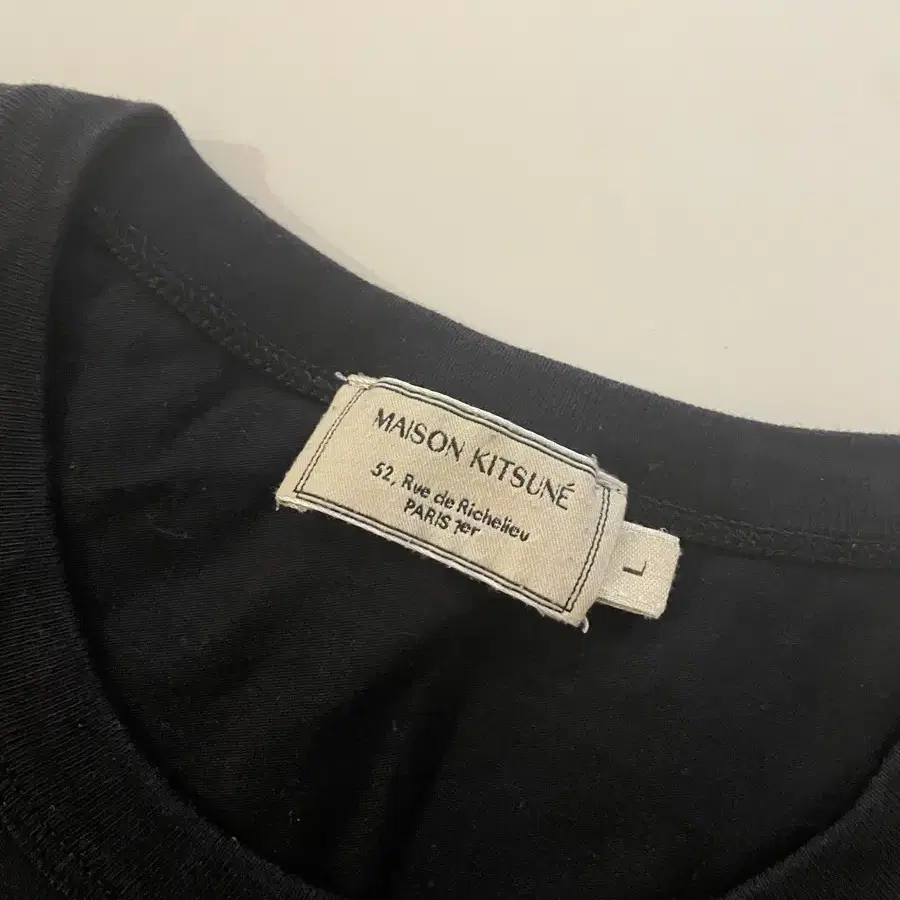 MAISON KITSUNÉ
52, Rue de Richelieu
PARIS 1er
L